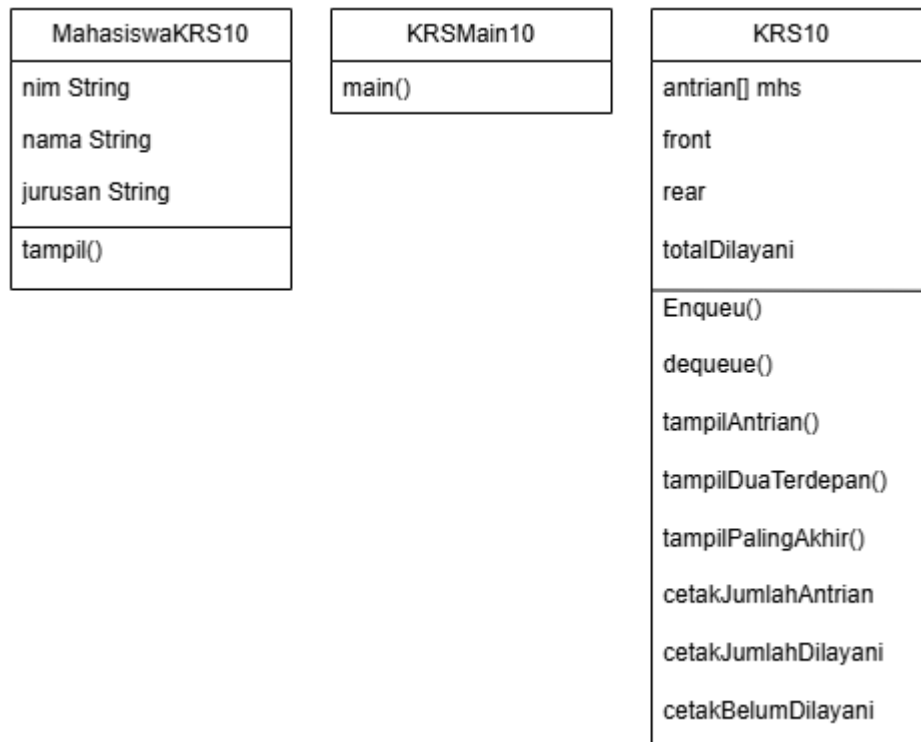 MahasiswaKRS10
nim String
nama String
jurusan String
tampil()
KRSMain10
main()
KRS10
antrian[] mhs
front
rear
totalDilayani
Enqueu()
dequeue()
tampilAntrian()
tampilDuaTerdepan()
tampilPalingAkhir()
cetakJumlahAntrian
cetakJumlahDilayani
cetakBelumDilayani